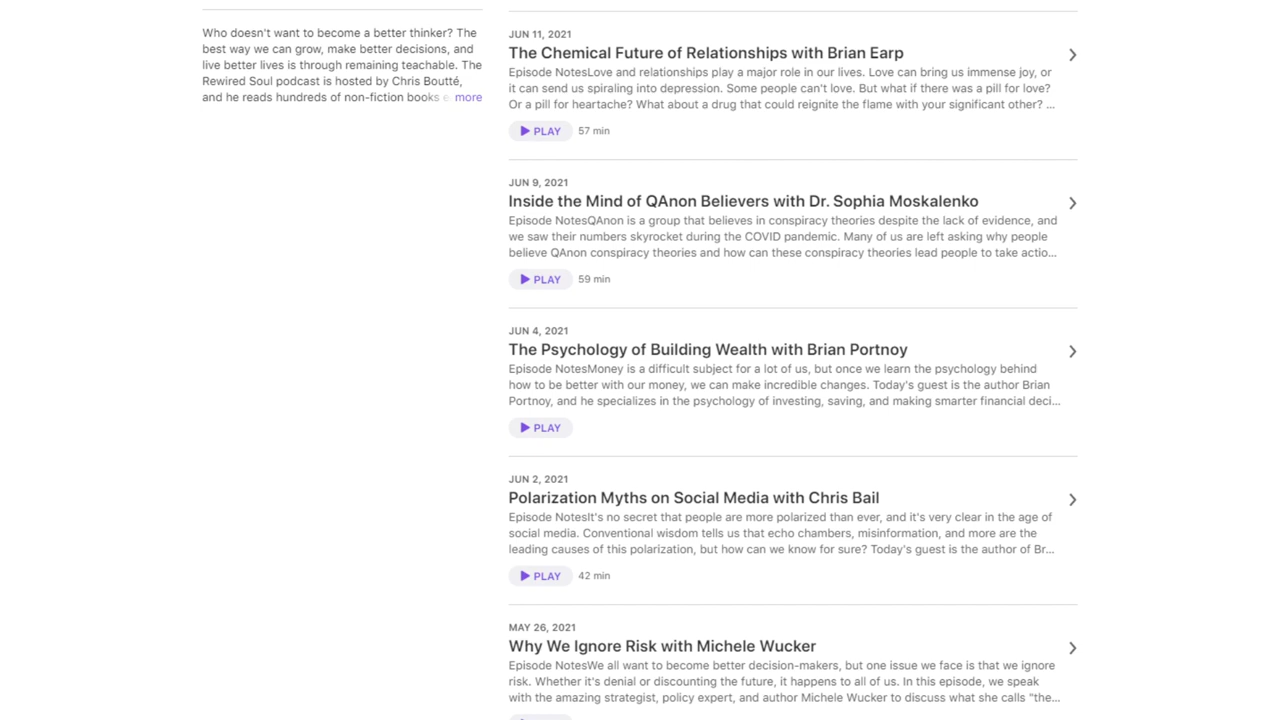 Who doesn't want to become a better thinker? The
best way we can grow, make better decisions, and
live better lives is through remaining teachable. The
Rewired Soul podcast is hosted by Chris Boutté,
and he reads hundreds of non-fiction books e more
JUN 11, 2021
The Chemical Future of Relationships with Brian Earp
Episode NotesLove and relationships play a major role in our lives. Love can bring us immense joy, or
it can send us spiraling into depression. Some people can't love. But what if there was a pill for love?
Or a pill for heartache? What about a drug that could reignite the flame with your significant other? ...
PLAY 57 min
JUN 9, 2021
Inside the Mind of QAnon Believers with Dr. Sophia Moskalenko
Episode NotesQAnon is a group that believes in conspiracy theories despite the lack of evidence, and
we saw their numbers skyrocket during the COVID pandemic. Many of us are left asking why people
believe QAnon conspiracy theories and how can these conspiracy theories lead people to take actio...
PLAY 59 min
JUN 4, 2021
The Psychology of Building Wealth with Brian Portnoy
Episode NotesMoney is a difficult subject for a lot of us, but once we learn the psychology behind
how to be better with our money, we can make incredible changes. Today's guest is the author Brian
Portnoy, and he specializes in the psychology of investing, saving, and making smarter financial deci...
PLAY
JUN 2, 2021
Polarization Myths on Social Media with Chris Bail
Episode NotesIt's no secret that people are more polarized than ever, and it's very clear in the age of
social media. Conventional wisdom tells us that echo chambers, misinformation, and more are the
leading causes of this polarization, but how can we know for sure? Today's guest is the author of Br...
PLAY 42 min
MAY 26, 2021
Why We Ignore Risk with Michele Wucker
Episode NotesWe all want to become better decision-makers, but one issue we face is that we ignore
risk. Whether it's denial or discounting the future, it happens to all of us. In this episode, we speak
with the amazing strategist, policy expert, and author Michele Wucker to discuss what she calls "the...